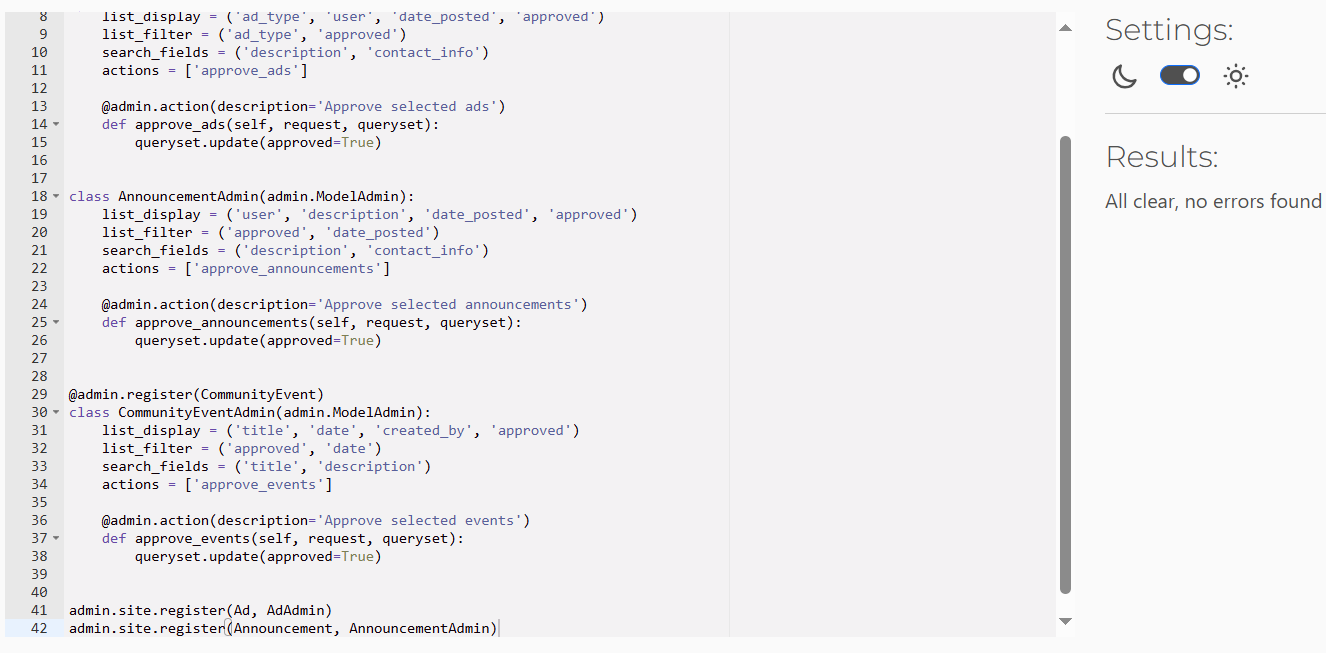 8 list_display = ('ad_type', 'user', 'date_posted', 'approved')
9 list_filter = ('ad_type', 'approved')
10 search_fields = ('description', 'contact_info')
11 actions = ['approve_ads']
12
13 @admin.action(description='Approve selected ads')
14 def approve_ads(self, request, queryset):
15 queryset.update(approved=True)
16
17
18 class AnnouncementAdmin(admin.ModelAdmin):
19 list_display = ('user', 'description', 'date_posted', 'approved')
20 list_filter = ('approved', 'date_posted')
21 search_fields = ('description', 'contact_info')
22 actions = ['approve_announcements']
23
24 @admin.action(description='Approve selected announcements')
25 def approve_announcements(self, request, queryset):
26 queryset.update(approved=True)
27
28
29 @admin.register(CommunityEvent)
30 class CommunityEventAdmin(admin.ModelAdmin):
31 list_display = ('title', 'date', 'created_by', 'approved')
32 list_filter = ('approved', 'date')
33 search_fields = ('title', 'description')
34 actions = ['approve_events']
35
36 @admin.action(description='Approve selected events')
37 def approve_events(self, request, queryset):
38 queryset.update(approved=True)
39
40
41 admin.site.register(Ad, AdAdmin)
42 admin.site.register(Announcement, AnnouncementAdmin)
Settings:
Results:
All clear, no errors found